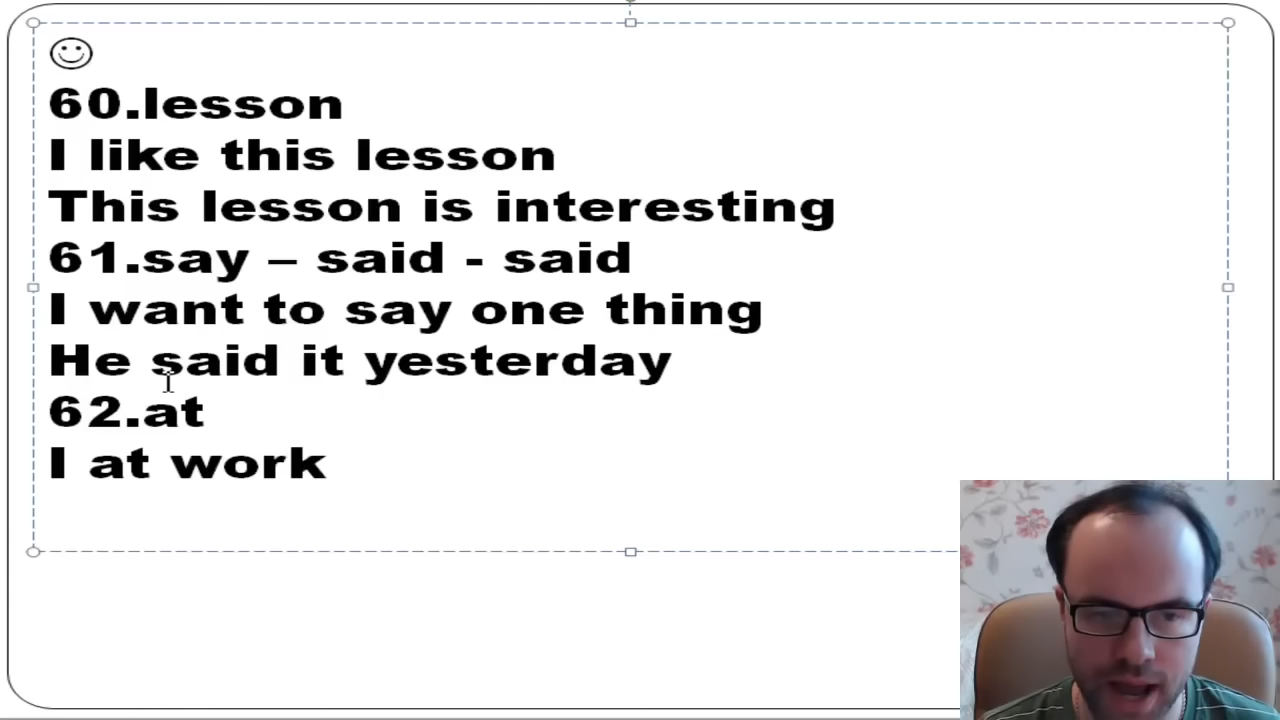 60.lesson
I like this lesson
This lesson is interesting
61.say – said - said
I want to say one thing
He said it yesterday
62.at
I at work